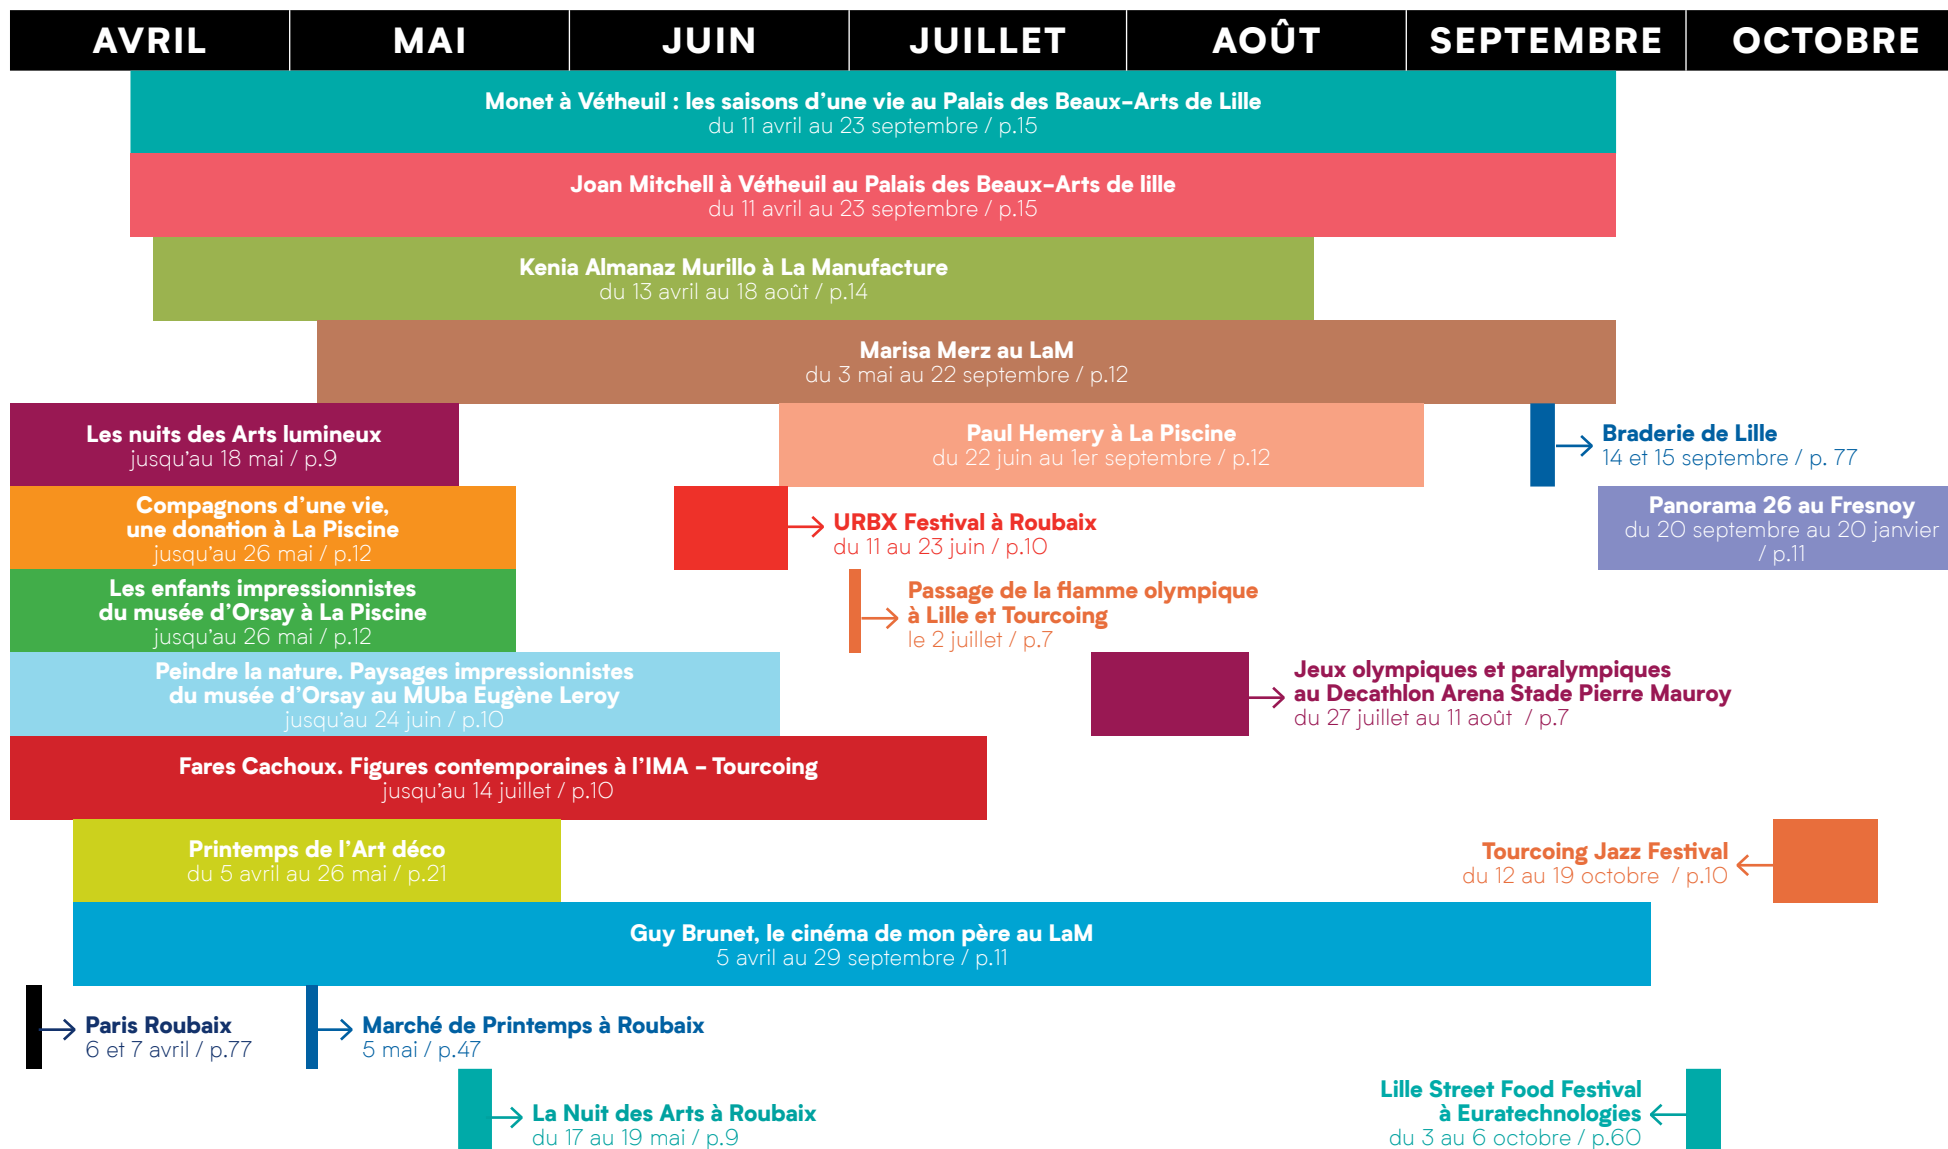 AVRIL MAI JUIN JUILLET AOÛT SEPTEMBRE OCTOBRE
Monet à Vétheuil : les saisons d'une vie au Palais des Beaux-Arts de Lille
du 11 avril au 23 septembre / p.15
Joan Mitchell à Vétheuil au Palais des Beaux-Arts de lille
du 11 avril au 23 septembre / p.15
Kenia Almanaz Murillo à La Manufacture
du 13 avril au 18 août / p.14
Marisa Merz au LaM
du 3 mai au 22 septembre / p.12
Les nuits des Arts lumineux
jusqu'au 18 mai / p.9
Paul Hemery à La Piscine
du 22 juin au 1er septembre / p.12
Braderie de Lille
14 et 15 septembre / p. 77
Compagnons d'une vie,
une donation à La Piscine
jusqu'au 26 mai / p.12
URBX Festival à Roubaix
du 11 au 23 juin / p.10
Panorama 26 au Fresnoy
du 20 septembre au 20 janvier
/ p.11
Les enfants impressionnistes
du musée d'Orsay à La Piscine
jusqu'au 26 mai / p.12
Passage de la flamme olympique
à Lille et Tourcoing
le 2 juillet / p.7
Peindre la nature. Paysages impressionnistes
du musée d'Orsay au MUba Eugène Leroy
jusqu'au 24 juin / p.10
Jeux olympiques et paralympiques
au Decathlon Arena Stade Pierre Mauroy
du 27 juillet au 11 août / p.7
Fares Cachoux. Figures contemporaines à l'IMA - Tourcoing
jusqu'au 14 juillet / p.10
Printemps de l'Art déco
du 5 avril au 26 mai / p.21
Tourcoing Jazz Festival
du 12 au 19 octobre / p.10
Guy Brunet, le cinéma de mon père au LaM
5 avril au 29 septembre / p.11
Paris Roubaix
6 et 7 avril / p.77
Marché de Printemps à Roubaix
5 mai / p.47
La Nuit des Arts à Roubaix
du 17 au 19 mai / p.9
Lille Street Food Festival
à Euratechnologies
du 3 au 6 octobre / p.60